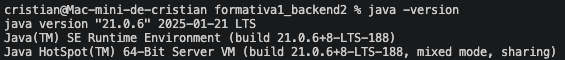 cristian@Mac-mini-de-cristian formativa1_backend2 % java -version
java version "21.0.6" 2025-01-21 LTS
Java(TM) SE Runtime Environment (build 21.0.6+8-LTS-188)
Java HotSpot(TM) 64-Bit Server VM (build 21.0.6+8-LTS-188, mixed mode, sharing)